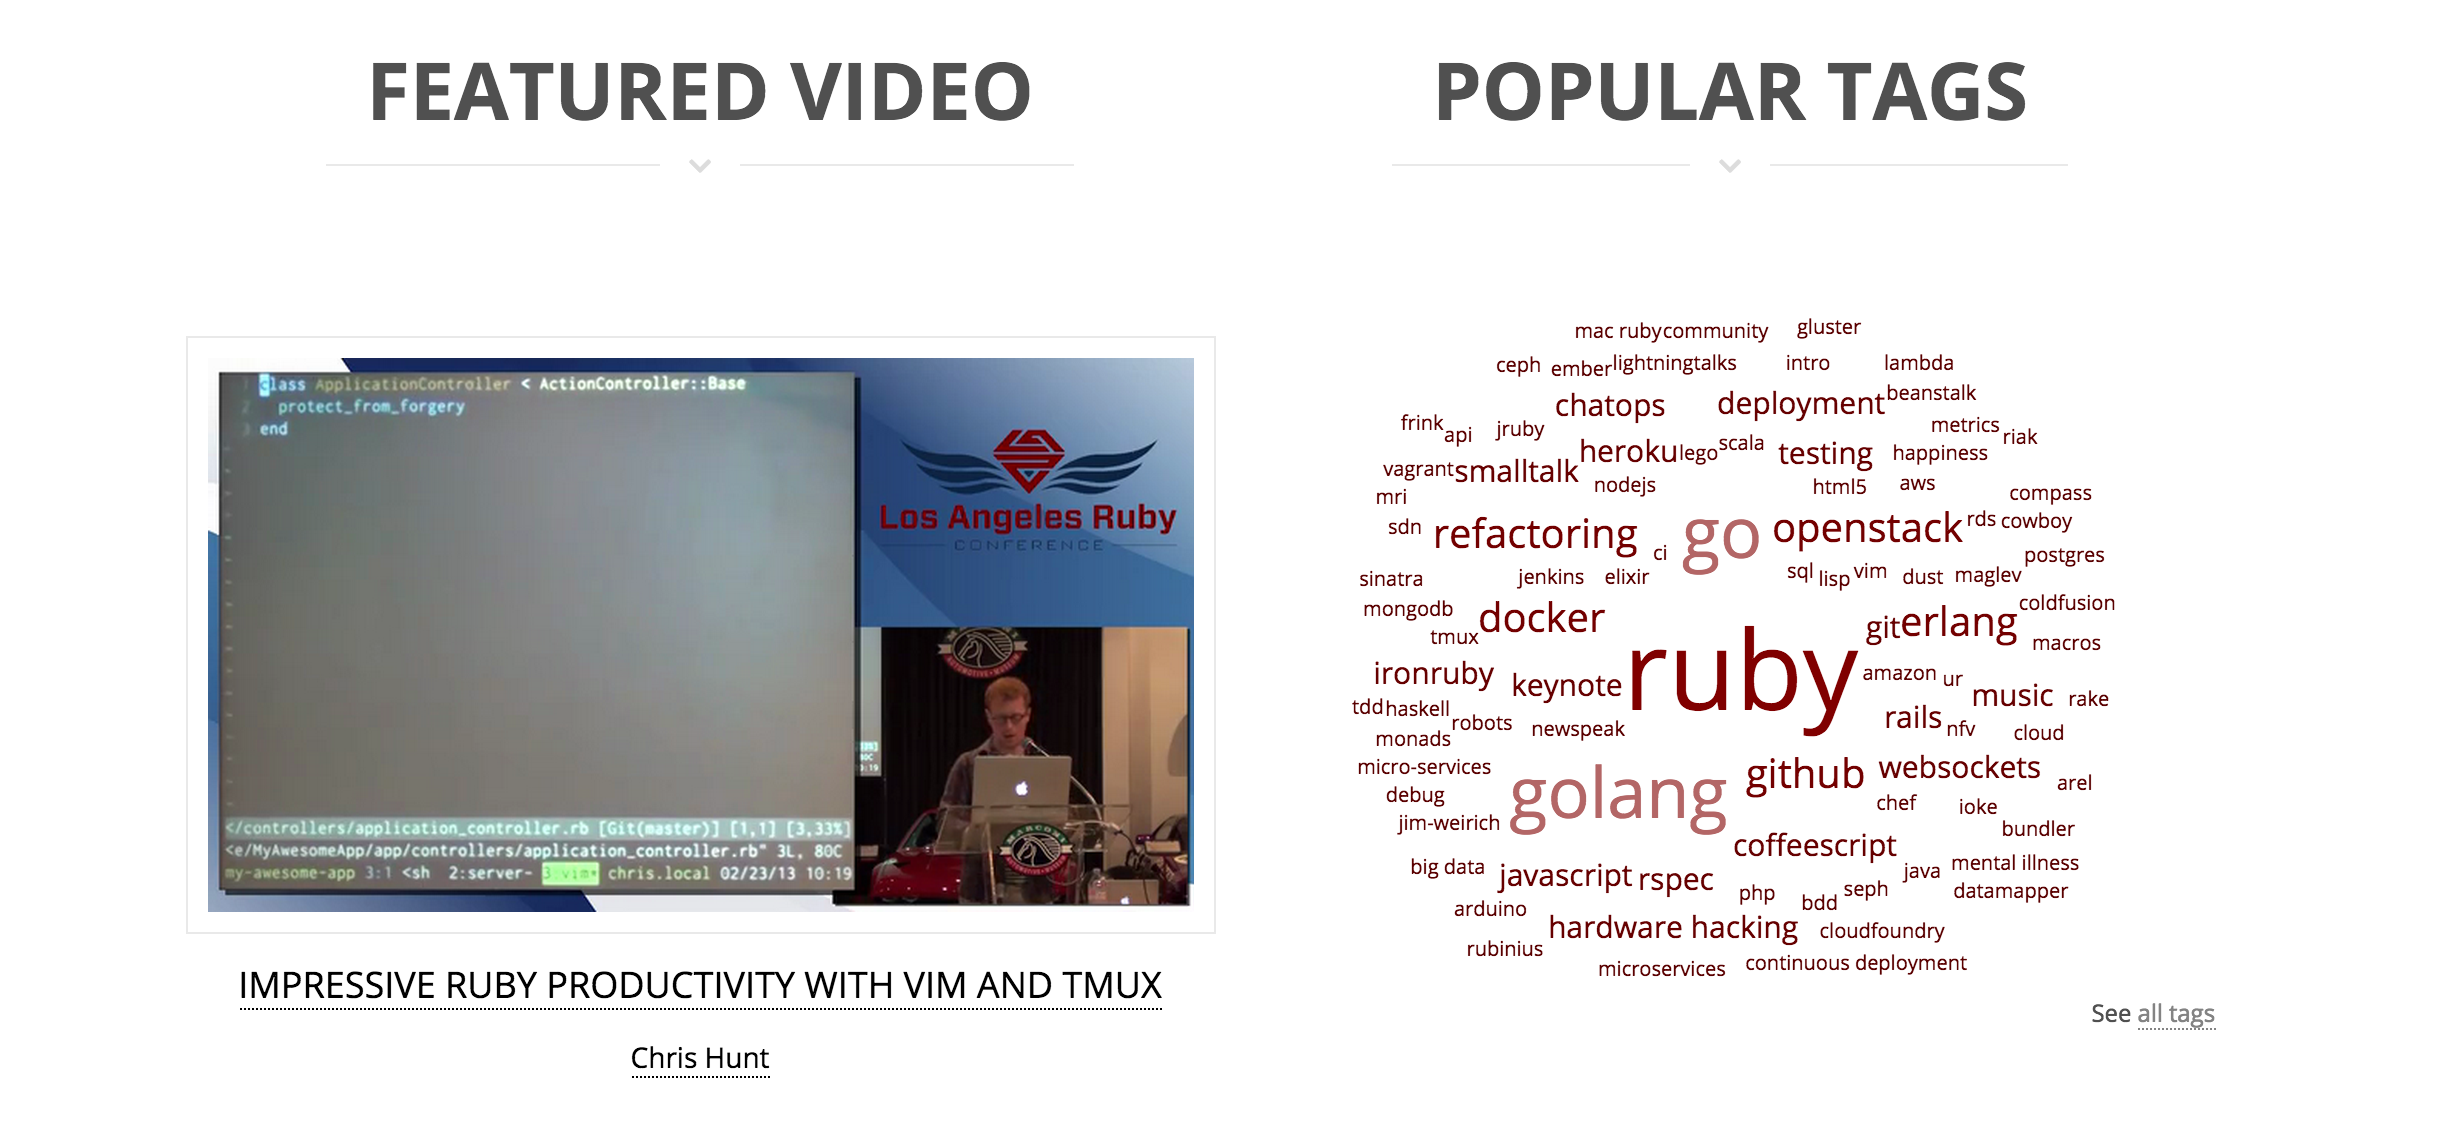 FEATURED VIDEO
1 class ApplicationController < ActionController::Base
2 protect_from_forgery
3 end
</controllers/application_controller.rb [Git(master)] [1,1] [3,33%]
<e/MyAwesomeApp/app/controllers/application_controller.rb" 3L, 80C
my-awesome-app 3:1 <sh 2:server- 3:vim* chris.local 02/23/13 10:19
Los Angeles Ruby
CONFERENCE
IMPRESSIVE RUBY PRODUCTIVITY WITH VIM AND TMUX
Chris Hunt
POPULAR TAGS
mac rubycommunity gluster
ceph ember lightningtalks intro lambda
chatops deployment beanstalk
frink api jruby metrics riak
heroku lego scala testing happiness
vagrant smalltalk nodejs html5 aws
mri compass
sdn refactoring ci go openstack rds cowboy
postgres
sinatra jenkins elixir sql lisp vim dust maglev
mongodb docker coldfusion
tmux git erlang macros
ironruby keynote ruby amazon ur music rake
tdd haskell robots newspeak rails nfv cloud
monads
micro-services golang github websockets arel
debug chef ioke
jim-weirich bundler
coffeescript
big data javascript rspec java mental illness
php bdd seph datamapper
arduino hardware hacking cloudfoundry
rubinius
microservices continuous deployment
See all tags